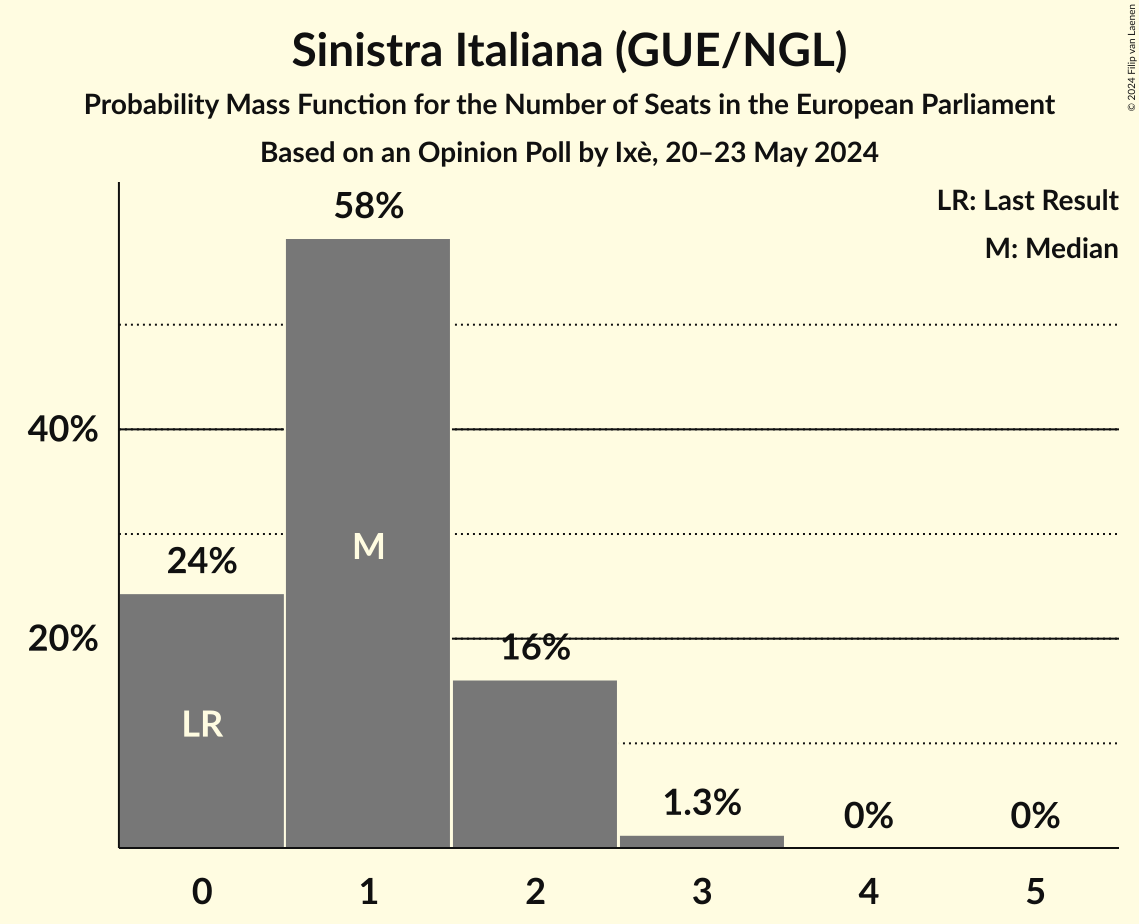 Sinistra Italiana (GUE/NGL)
Probability Mass Function for the Number of Seats in the European Parliament
Based on an Opinion Poll by Ixè, 20–23 May 2024
© 2024 Filip van Laenen
LR: Last Result
M: Median
58%
40%
24%
M
20%
16%
LR
1.3%
0%
0%
0 1 2 3 4 5